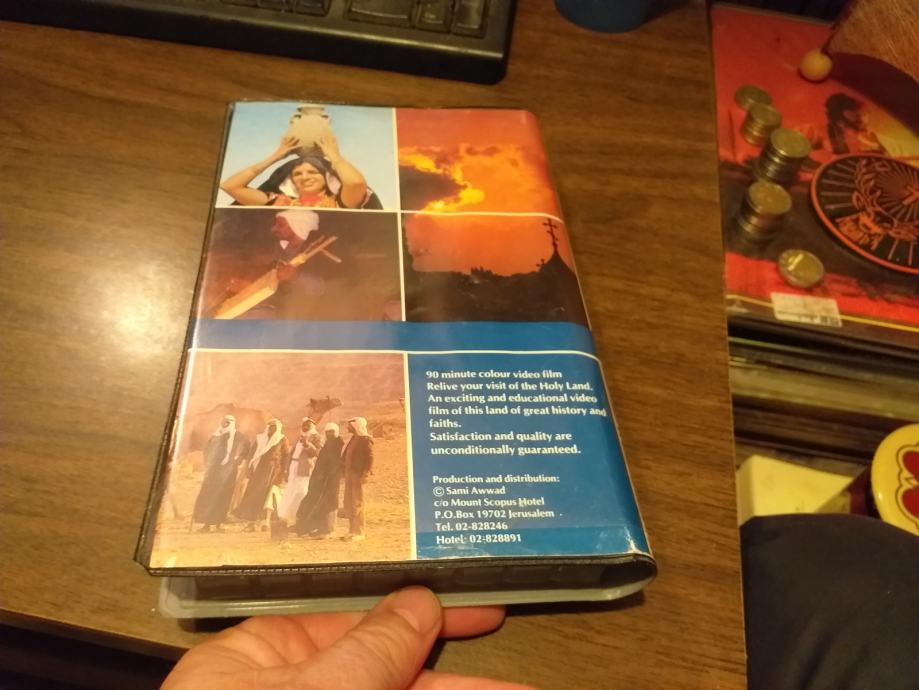 90 minute colour video film
Relive your visit of the Holy Land.
An exciting and educational video
film of this land of great history and
faiths.
Satisfaction and quality are
unconditionally guaranteed.
Production and distribution:
© Sami Awwad
c/o Mount Scopus Hotel
P.O.Box 19702 Jerusalem
Tel. 02-828246
Hotel: 02-828891